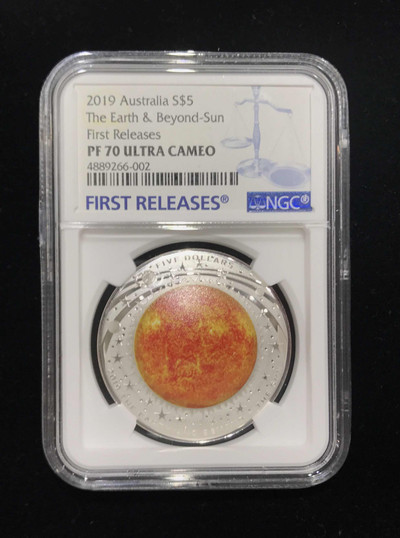 2019 Australia S$5
The Earth & Beyond-Sun
First Releases
PF 70 ULTRA CAMEO
4889266-002
FIRST RELEASES®
NGC®
FIVE DOLLARS